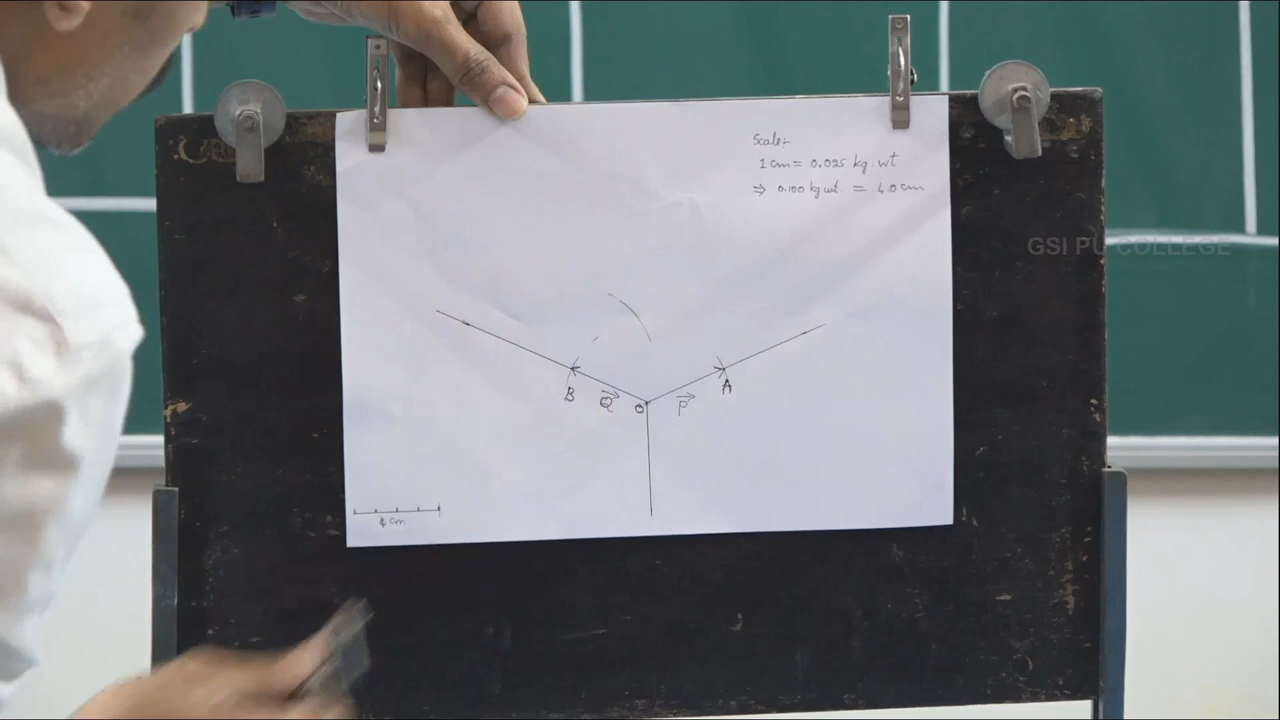 Scale:-
1 cm = 0.025 kg.wt
⇒ 0.100 kg wt. = 4.0 cm
GSI PU COLLEGE
A
B
Q⃗
O
P⃗
4 cm